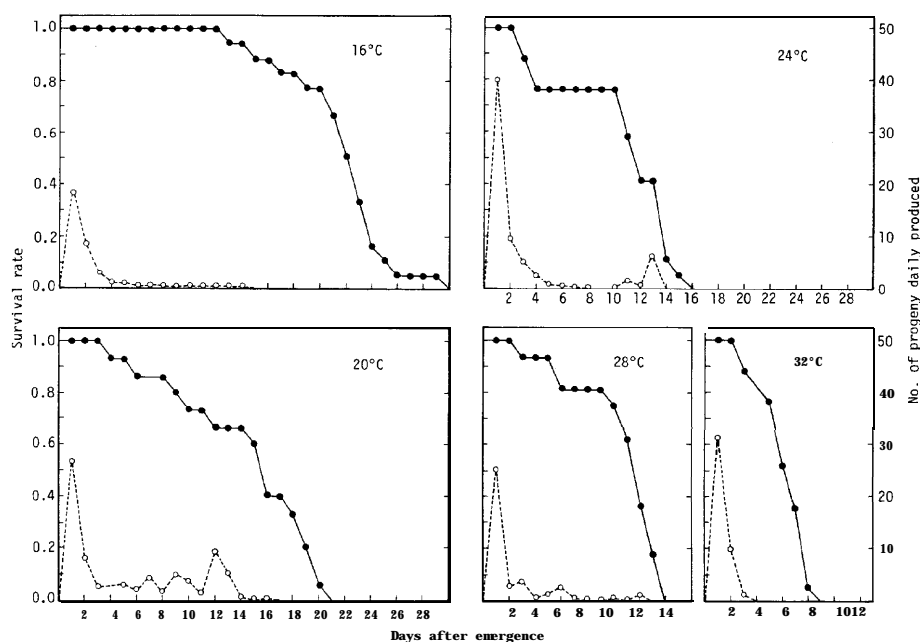 1.0
0.8
0.6
0.4
0.2
0.0
16°C
24°C
50
40
30
20
10
0
2 4 6 8 10 12 14 16 18 20 22 24 26 28
Survival rate
No. of progeny daily produced
1.0
0.8
0.6
0.4
0.2
0.0
20°C
28°C
32°C
50
40
30
20
10
2 4 6 8 10 12 14 16 18 20 22 24 26 28
2 4 6 8 10 12 14
2 4 6 8 1012
Days after emergence